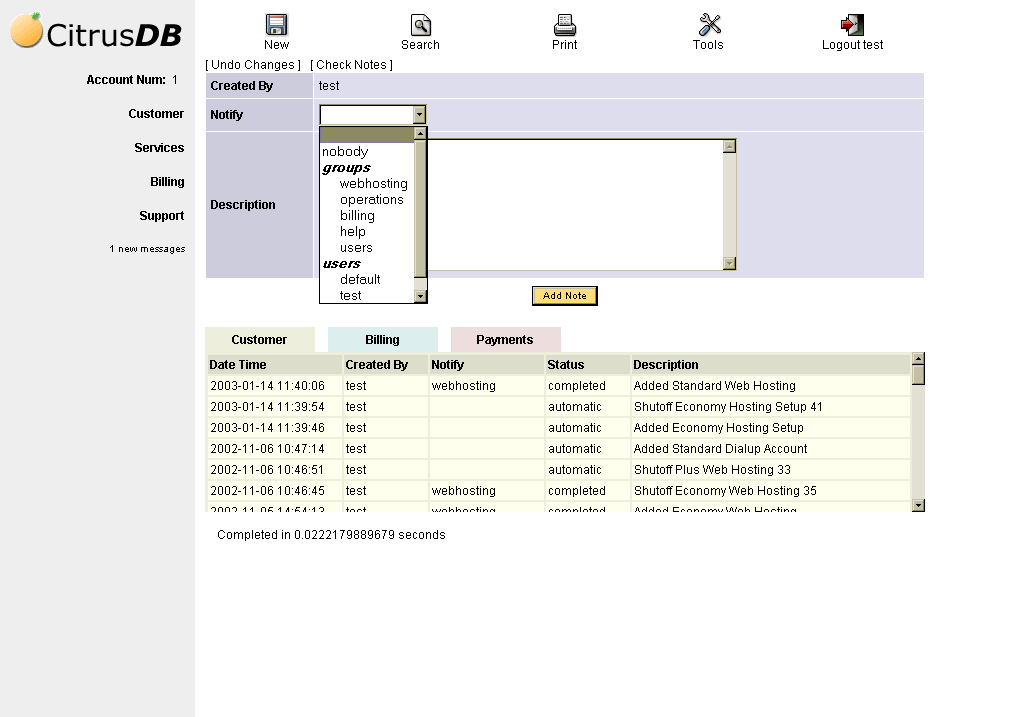 CitrusDB
New Search Print Tools Logout test
[ Undo Changes ] [ Check Notes ]
Account Num: 1
Customer
Services
Billing
Support
1 new messages
Created By test
Notify
nobody
groups
webhosting
operations
billing
help
users
users
default
test
Description
Add Note
Customer Billing Payments
Date Time Created By Notify Status Description
2003-01-14 11:40:06 test webhosting completed Added Standard Web Hosting
2003-01-14 11:39:54 test automatic Shutoff Economy Hosting Setup 41
2003-01-14 11:39:46 test automatic Added Economy Hosting Setup
2002-11-06 10:47:14 test automatic Added Standard Dialup Account
2002-11-06 10:46:51 test automatic Shutoff Plus Web Hosting 33
2002-11-06 10:46:45 test webhosting completed Shutoff Economy Web Hosting 35
2002-11-05 14:54:13 test webhosting completed Added Economy Web Hosting
Completed in 0.0222179889679 seconds